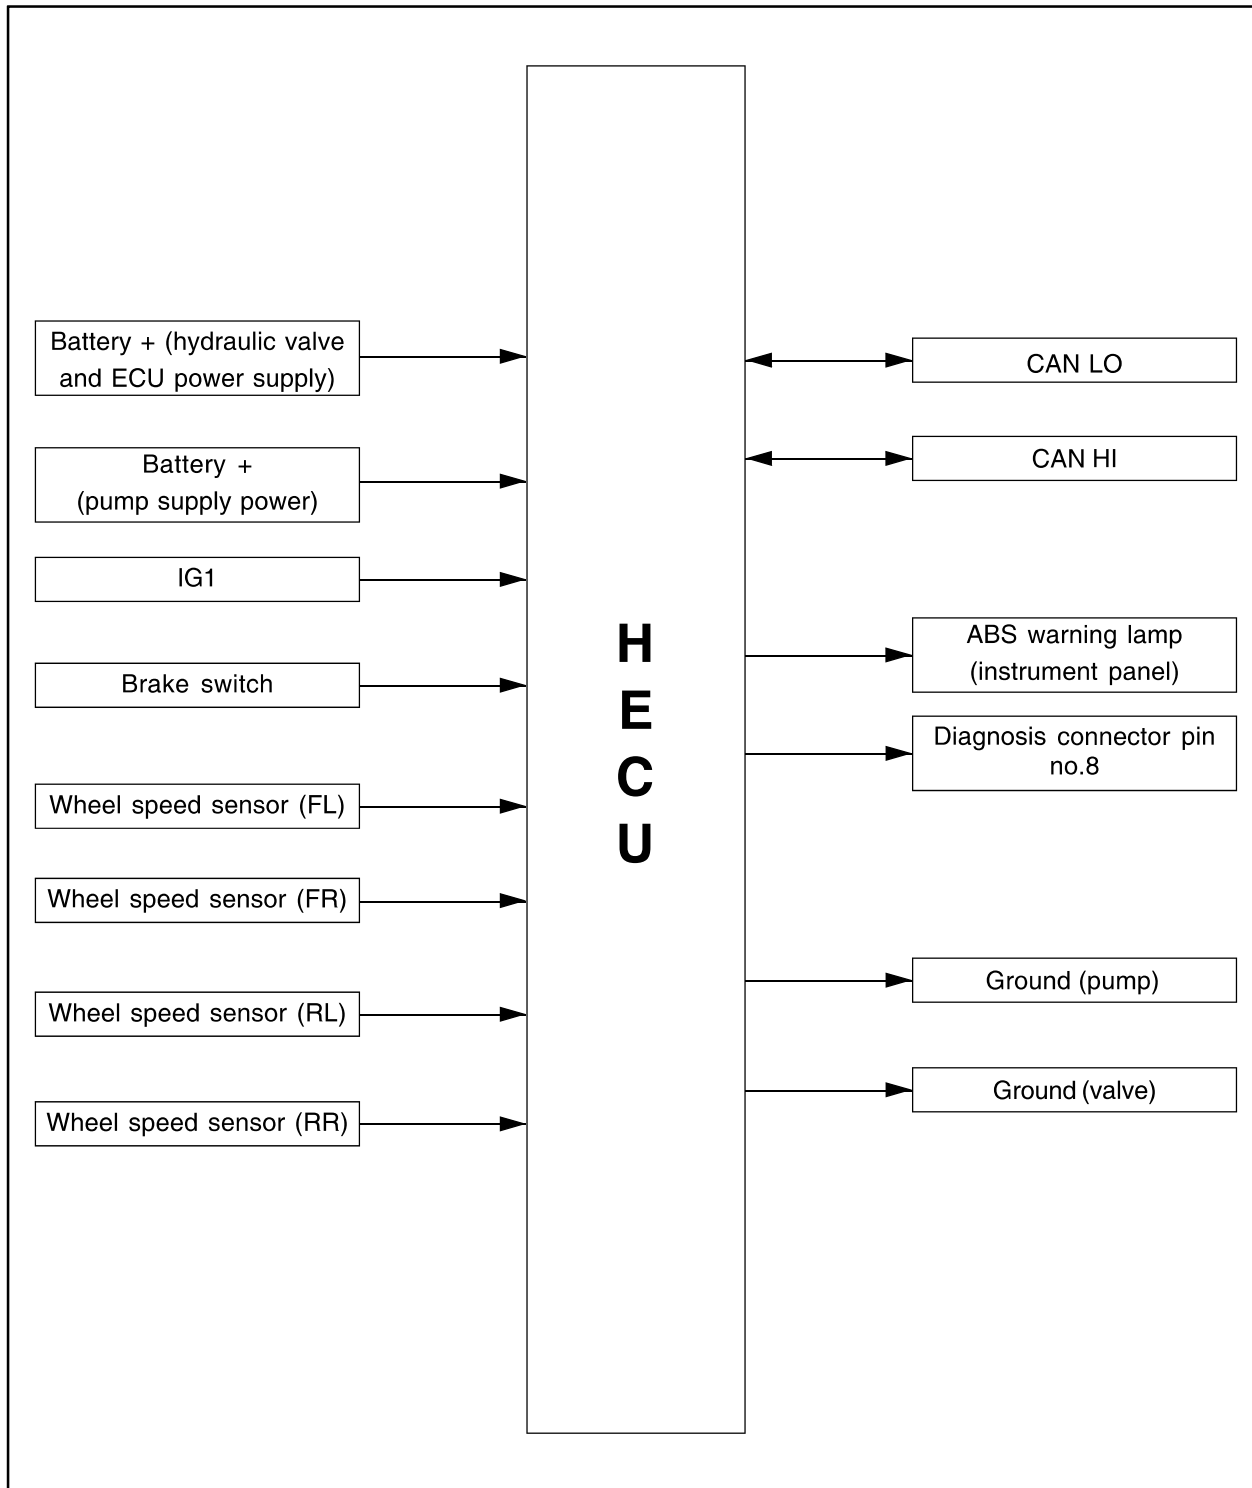 Battery + (hydraulic valve
and ECU power supply)
Battery +
(pump supply power)
IG1
Brake switch
Wheel speed sensor (FL)
Wheel speed sensor (FR)
Wheel speed sensor (RL)
Wheel speed sensor (RR)
H
E
C
U
CAN LO
CAN HI
ABS warning lamp
(instrument panel)
Diagnosis connector pin
no.8
Ground (pump)
Ground (valve)